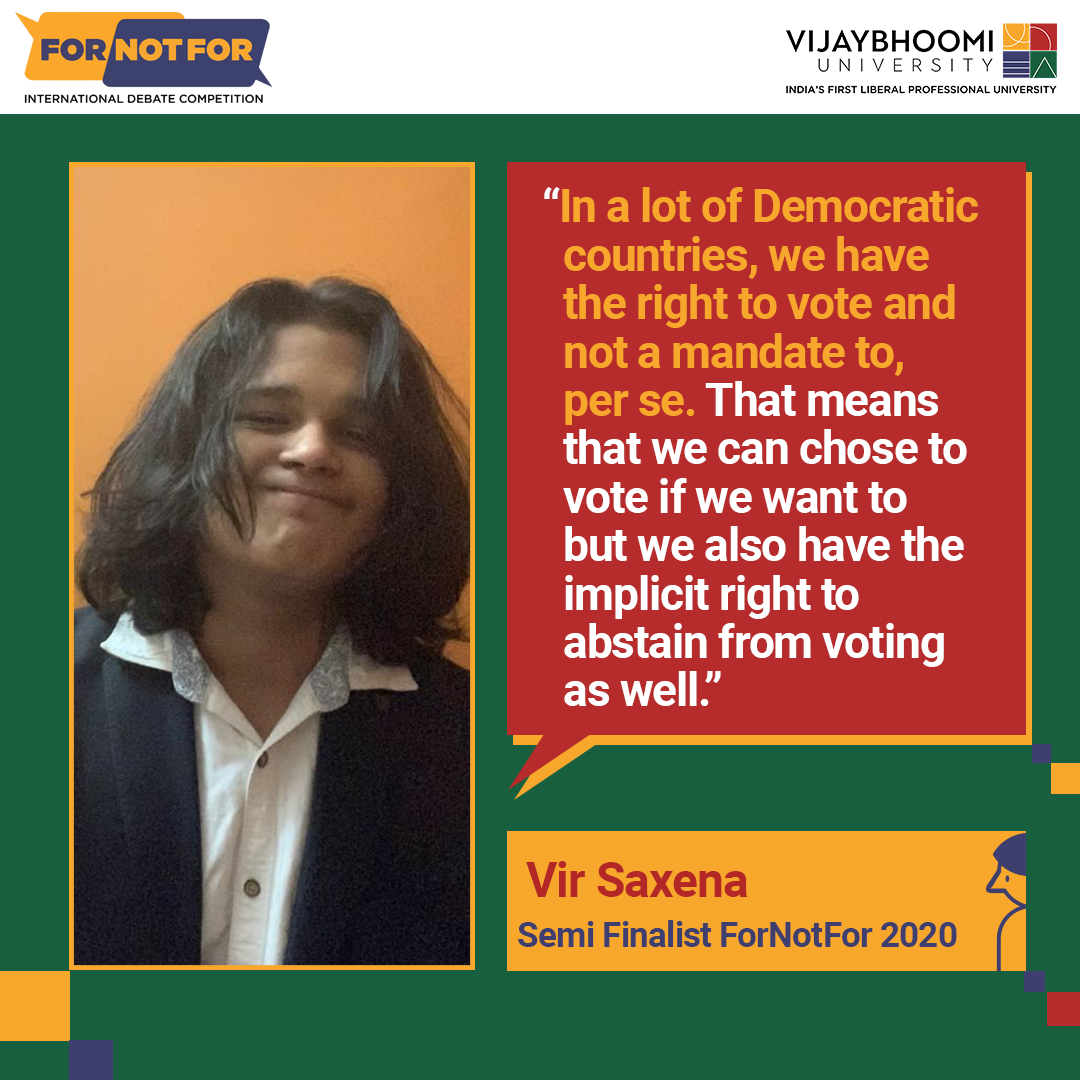 FOR NOT FOR
INTERNATIONAL DEBATE COMPETITION
VIJAYBHOOMI
UNIVERSITY
INDIA'S FIRST LIBERAL PROFESSIONAL UNIVERSITY
“In a lot of Democratic
countries, we have
the right to vote and
not a mandate to,
per se. That means
that we can chose to
vote if we want to
but we also have the
implicit right to
abstain from voting
as well.”
Vir Saxena
Semi Finalist ForNotFor 2020